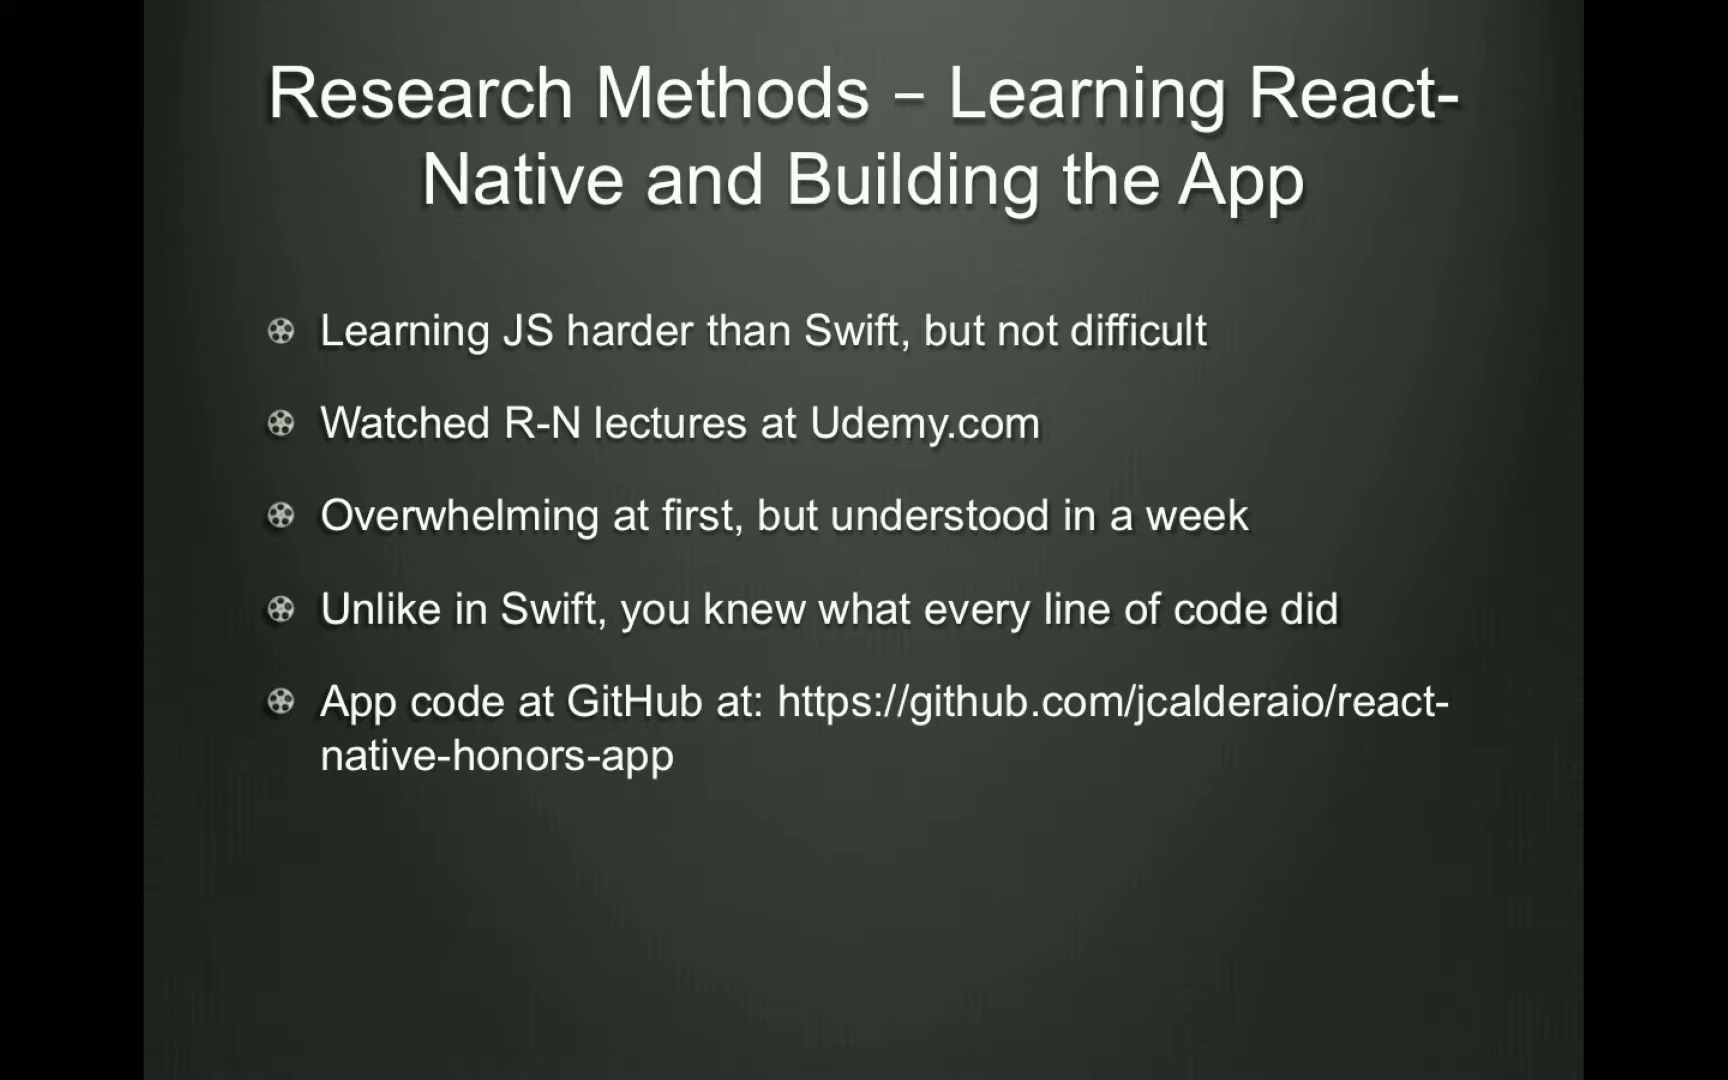 Research Methods – Learning React-
Native and Building the App
Learning JS harder than Swift, but not difficult
Watched R-N lectures at Udemy.com
Overwhelming at first, but understood in a week
Unlike in Swift, you knew what every line of code did
App code at GitHub at: https://github.com/jcalderaio/react-
native-honors-app